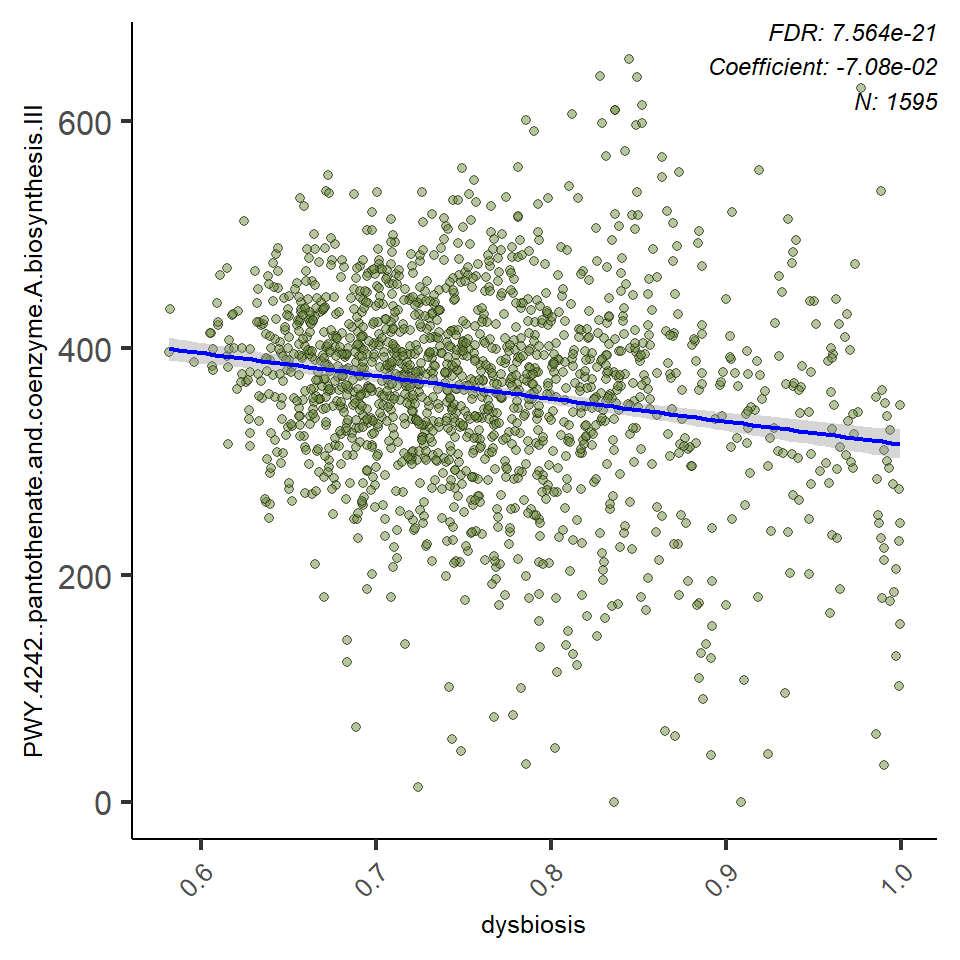 FDR: 7.564e-21
Coefficient: -7.08e-02
N: 1595
PWY.4242..pantothenate.and.coenzyme.A.biosynthesis.III
600
400
200
0
0.6
0.7
0.8
0.9
1.0
dysbiosis